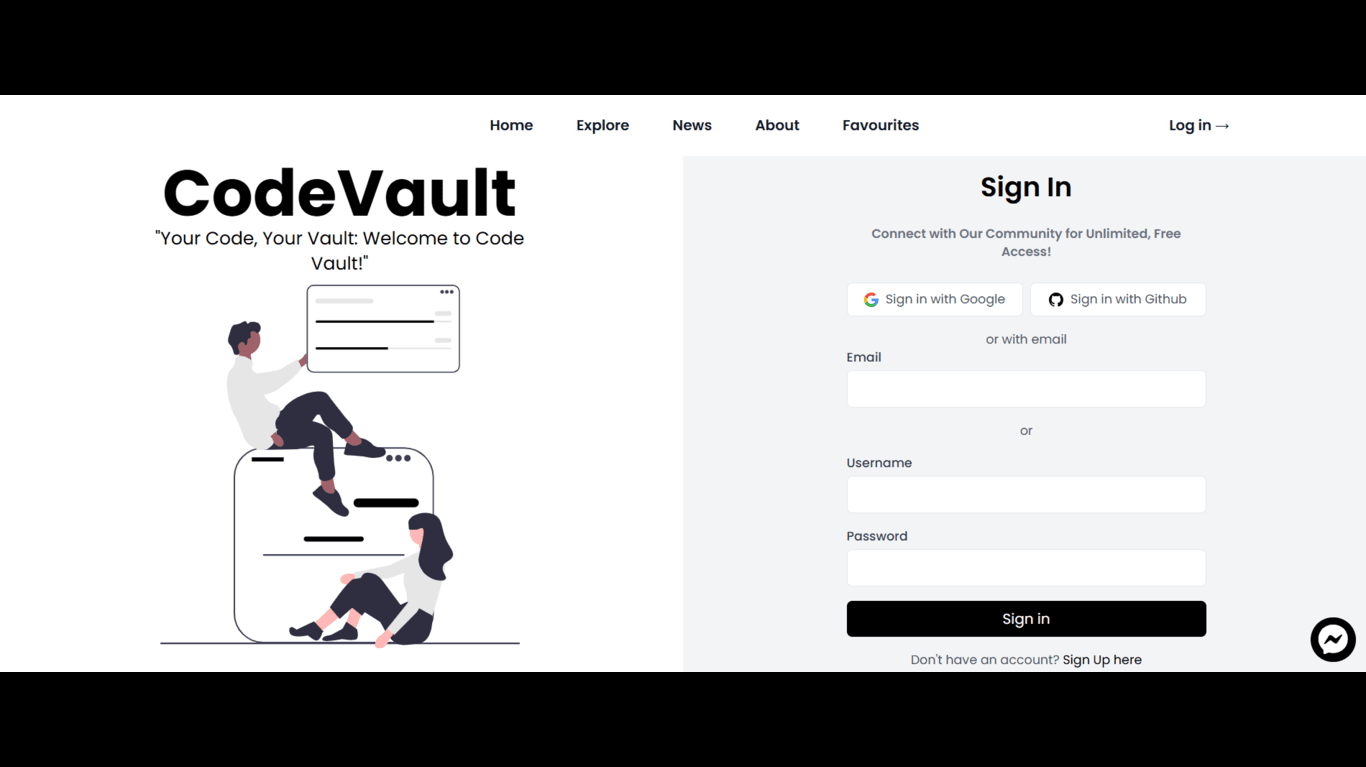 Home Explore News About Favourites Log in →
CodeVault
"Your Code, Your Vault: Welcome to Code
Vault!"
Sign In
Connect with Our Community for Unlimited, Free
Access!
Sign in with Google Sign in with Github
or with email
Email
or
Username
Password
Sign in
Don't have an account? Sign Up here